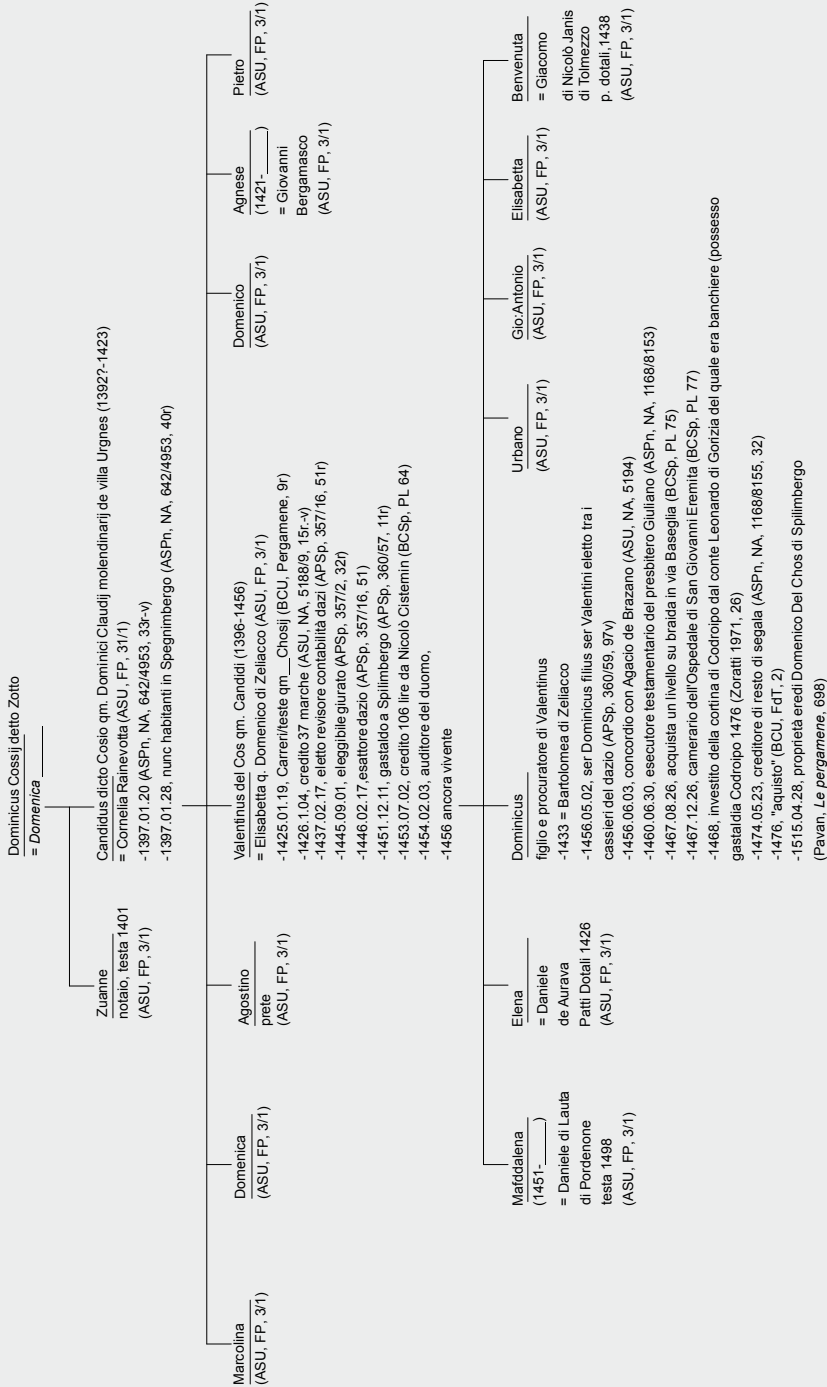 Dominicus Cossij detto Zotto
= Domenica
Zuanne
notaio, testa 1401
(ASU, FP, 3/1)
Candidus dicto Cosio qm. Dominici Claudij molendinarij de villa Urgnes (1392?-1423)
= Cornelia Rainevotta (ASU, FP, 31/1)
-1397.01.20 (ASPn, NA, 642/4953, 33r-v)
-1397.01.28, nunc habitanti in Spegnimbergo (ASPn, NA, 642/4953, 40r)
Marcolina
(ASU, FP, 3/1)
Domenica
(ASU, FP, 3/1)
Agostino
prete
(ASU, FP, 3/1)
Valentinus del Cos qm. Candidi (1396-1456)
= Elisabetta q. Domenico di Zeliacco (ASU, FP, 3/1)
-1425.01.19, Carreri/teste qm__Chosij (BCU, Pergamene, 9r)
-1426.1.04, credito 37 marche (ASU, NA, 5188/9, 15r.-v)
-1437.02.17, eletto revisore contabilità dazi (APSp, 357/16, 51r)
-1445.09.01, eleggibile giurato (APSp, 357/2, 32r)
-1446.02.17,esattore dazio (APSp, 357/16, 51)
-1451.12.11, gastaldo a Spilimbergo (APSp, 360/57, 11r)
-1453.07.02, credito 106 lire da Nicolò Cisternin (BCSp, PL 64)
-1454.02.03, auditore del duomo,
-1456 ancora vivente
Domenico
(ASU, FP, 3/1)
Agnese
(1421-____)
= Giovanni
Bergamasco
(ASU, FP, 3/1)
Pietro
(ASU, FP, 3/1)
Mafddalena
(1451-____)
= Daniele di Lauta
di Pordenone
testa 1498
(ASU, FP, 3/1)
Elena
= Daniele
de Aurava
Patti Dotali 1426
(ASU, FP, 3/1)
Dominicus
figlio e procuratore di Valentinus
-1433 = Bartolomea di Zeliacco
-1456.05.02, ser Dominicus filius ser Valentini eletto tra i
cassieri del dazio (APSp, 360/59, 97v)
-1456.06.03, concordio con Agacio de Brazano (ASU, NA, 5194)
-1460.06.30, esecutore testamentario del presbitero Giuliano (ASPn, NA, 1168/8153)
-1467.08.26, acquista un livello su braida in via Baseglia (BCSp, PL 75)
-1467.12.26, camerario dell'Ospedale di San Giovanni Eremita (BCSp, PL 77)
-1468, investito della cortina di Codroipo dal conte Leonardo di Gorizia del quale era banchiere (possesso
gastaldia Codroipo 1476 (Zoratti 1971, 26)
-1474.05.23, creditore di resto di segala (ASPn, NA, 1168/8155, 32)
-1476, "aquisto" (BCU, FdT, 2)
-1515.04.28, proprietà eredi Domenico Del Chos di Spilimbergo
(Pavan, Le pergamene, 698)
Urbano
(ASU, FP, 3/1)
Gio:Antonio
(ASU, FP, 3/1)
Elisabetta
(ASU, FP, 3/1)
Benvenuta
= Giacomo
di Nicolò Janis
di Tolmezzo
p. dotali,1438
(ASU, FP, 3/1)